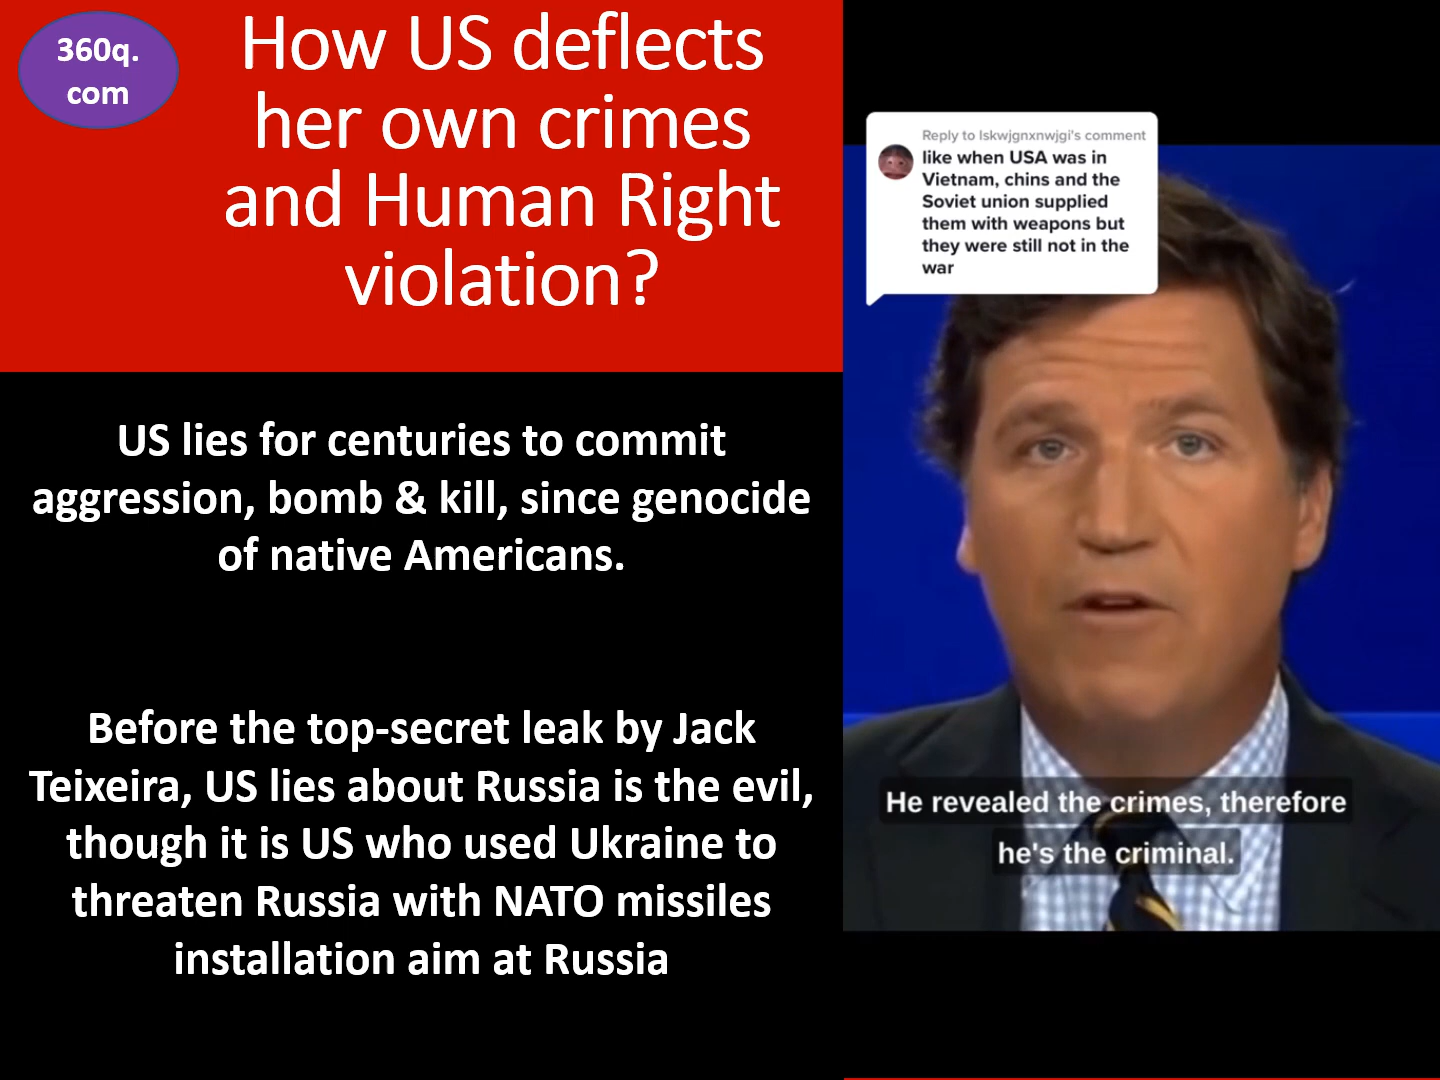 360q.
com
How US deflects
her own crimes
and Human Right
violation?
US lies for centuries to commit
aggression, bomb & kill, since genocide
of native Americans.
Before the top-secret leak by Jack
Teixeira, US lies about Russia is the evil,
though it is US who used Ukraine to
threaten Russia with NATO missiles
installation aim at Russia
Reply to lskwjgnxnwjgi's comment
like when USA was in
Vietnam, chins and the
Soviet union supplied
them with weapons but
they were still not in the
war
He revealed the crimes, therefore
he's the criminal.